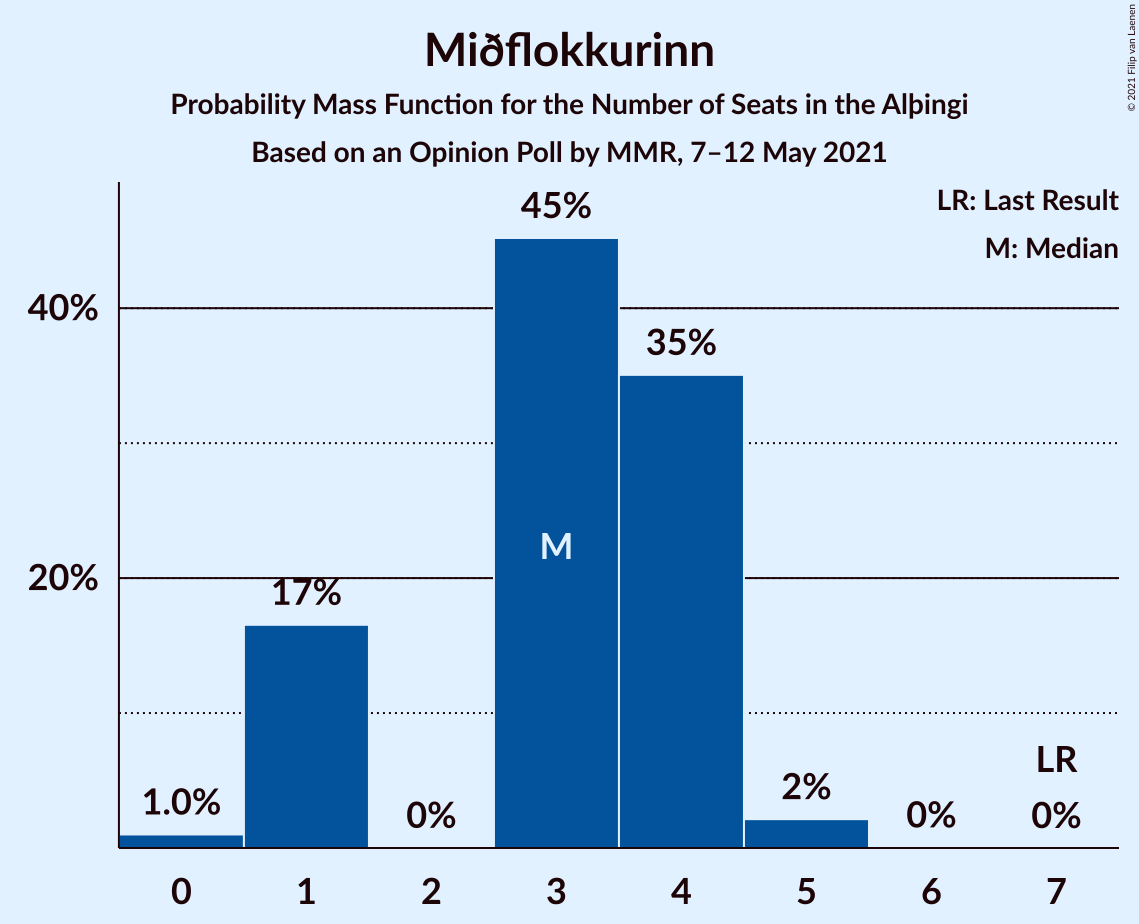 Miðflokkurinn
Probability Mass Function for the Number of Seats in the Alþingi
Based on an Opinion Poll by MMR, 7–12 May 2021
© 2021 Filip van Laenen
LR: Last Result
M: Median
45%
40%
35%
M
20%
17%
LR
1.0%
0%
2%
0%
0%
0 1 2 3 4 5 6 7